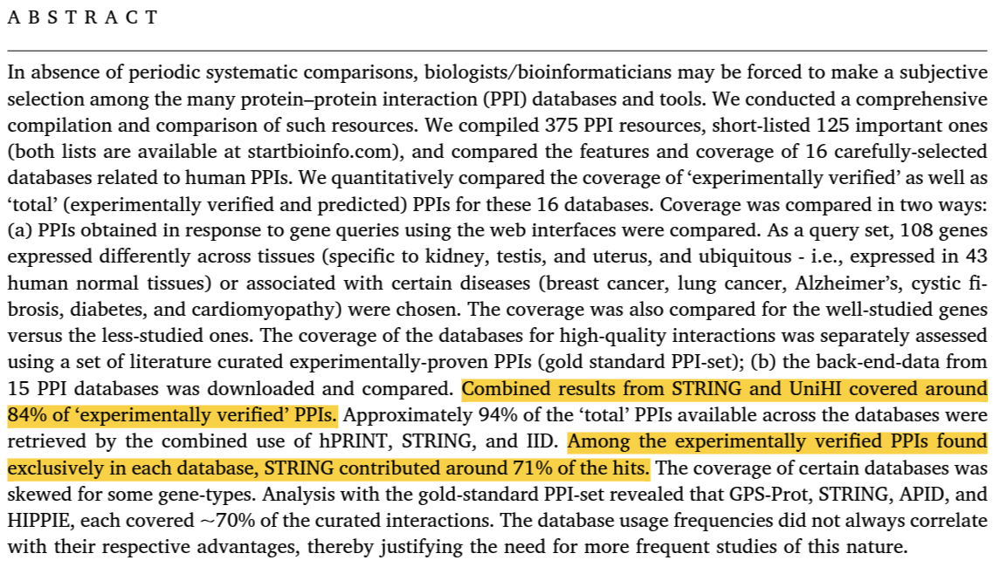 A B S T R A C T
In absence of periodic systematic comparisons, biologists/bioinformaticians may be forced to make a subjective
selection among the many protein–protein interaction (PPI) databases and tools. We conducted a comprehensive
compilation and comparison of such resources. We compiled 375 PPI resources, short-listed 125 important ones
(both lists are available at startbioinfo.com), and compared the features and coverage of 16 carefully-selected
databases related to human PPIs. We quantitatively compared the coverage of ‘experimentally verified’ as well as
‘total’ (experimentally verified and predicted) PPIs for these 16 databases. Coverage was compared in two ways:
(a) PPIs obtained in response to gene queries using the web interfaces were compared. As a query set, 108 genes
expressed differently across tissues (specific to kidney, testis, and uterus, and ubiquitous - i.e., expressed in 43
human normal tissues) or associated with certain diseases (breast cancer, lung cancer, Alzheimer’s, cystic fi-
brosis, diabetes, and cardiomyopathy) were chosen. The coverage was also compared for the well-studied genes
versus the less-studied ones. The coverage of the databases for high-quality interactions was separately assessed
using a set of literature curated experimentally-proven PPIs (gold standard PPI-set); (b) the back-end-data from
15 PPI databases was downloaded and compared. Combined results from STRING and UniHI covered around
84% of ‘experimentally verified’ PPIs. Approximately 94% of the ‘total’ PPIs available across the databases were
retrieved by the combined use of hPRINT, STRING, and IID. Among the experimentally verified PPIs found
exclusively in each database, STRING contributed around 71% of the hits. The coverage of certain databases was
skewed for some gene-types. Analysis with the gold-standard PPI-set revealed that GPS-Prot, STRING, APID, and
HIPPIE, each covered ~70% of the curated interactions. The database usage frequencies did not always correlate
with their respective advantages, thereby justifying the need for more frequent studies of this nature.